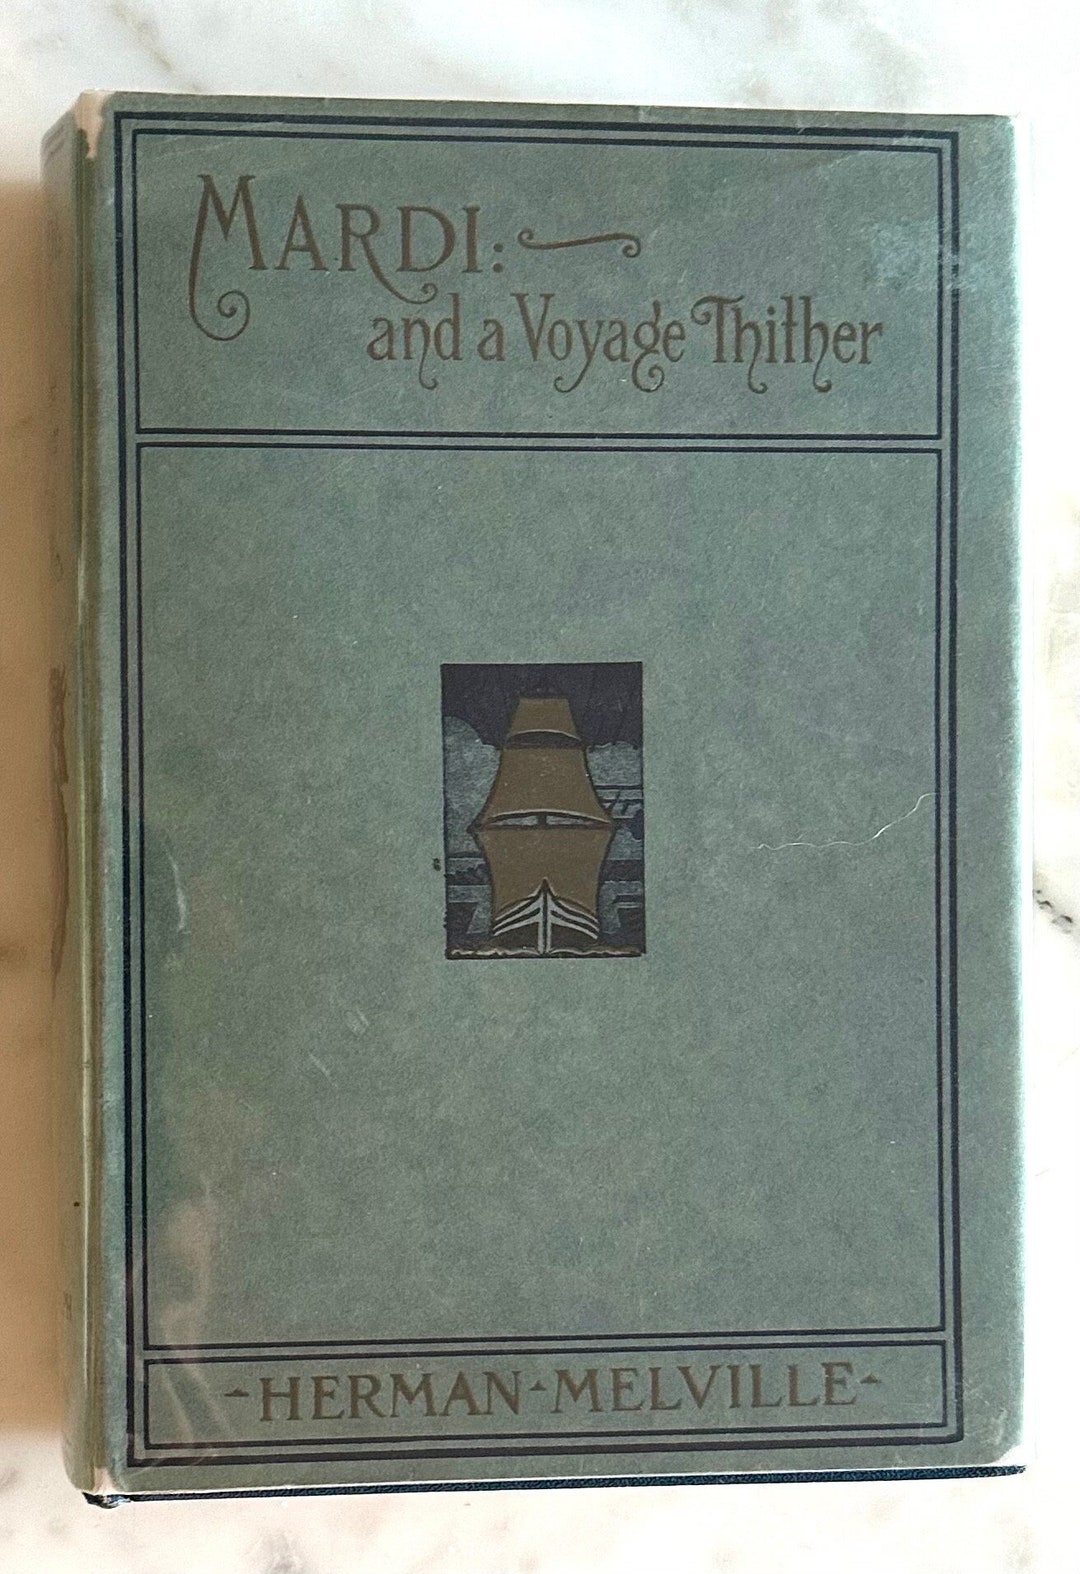 MARDI:
and a Voyage Thither
HERMAN-MELVILLE